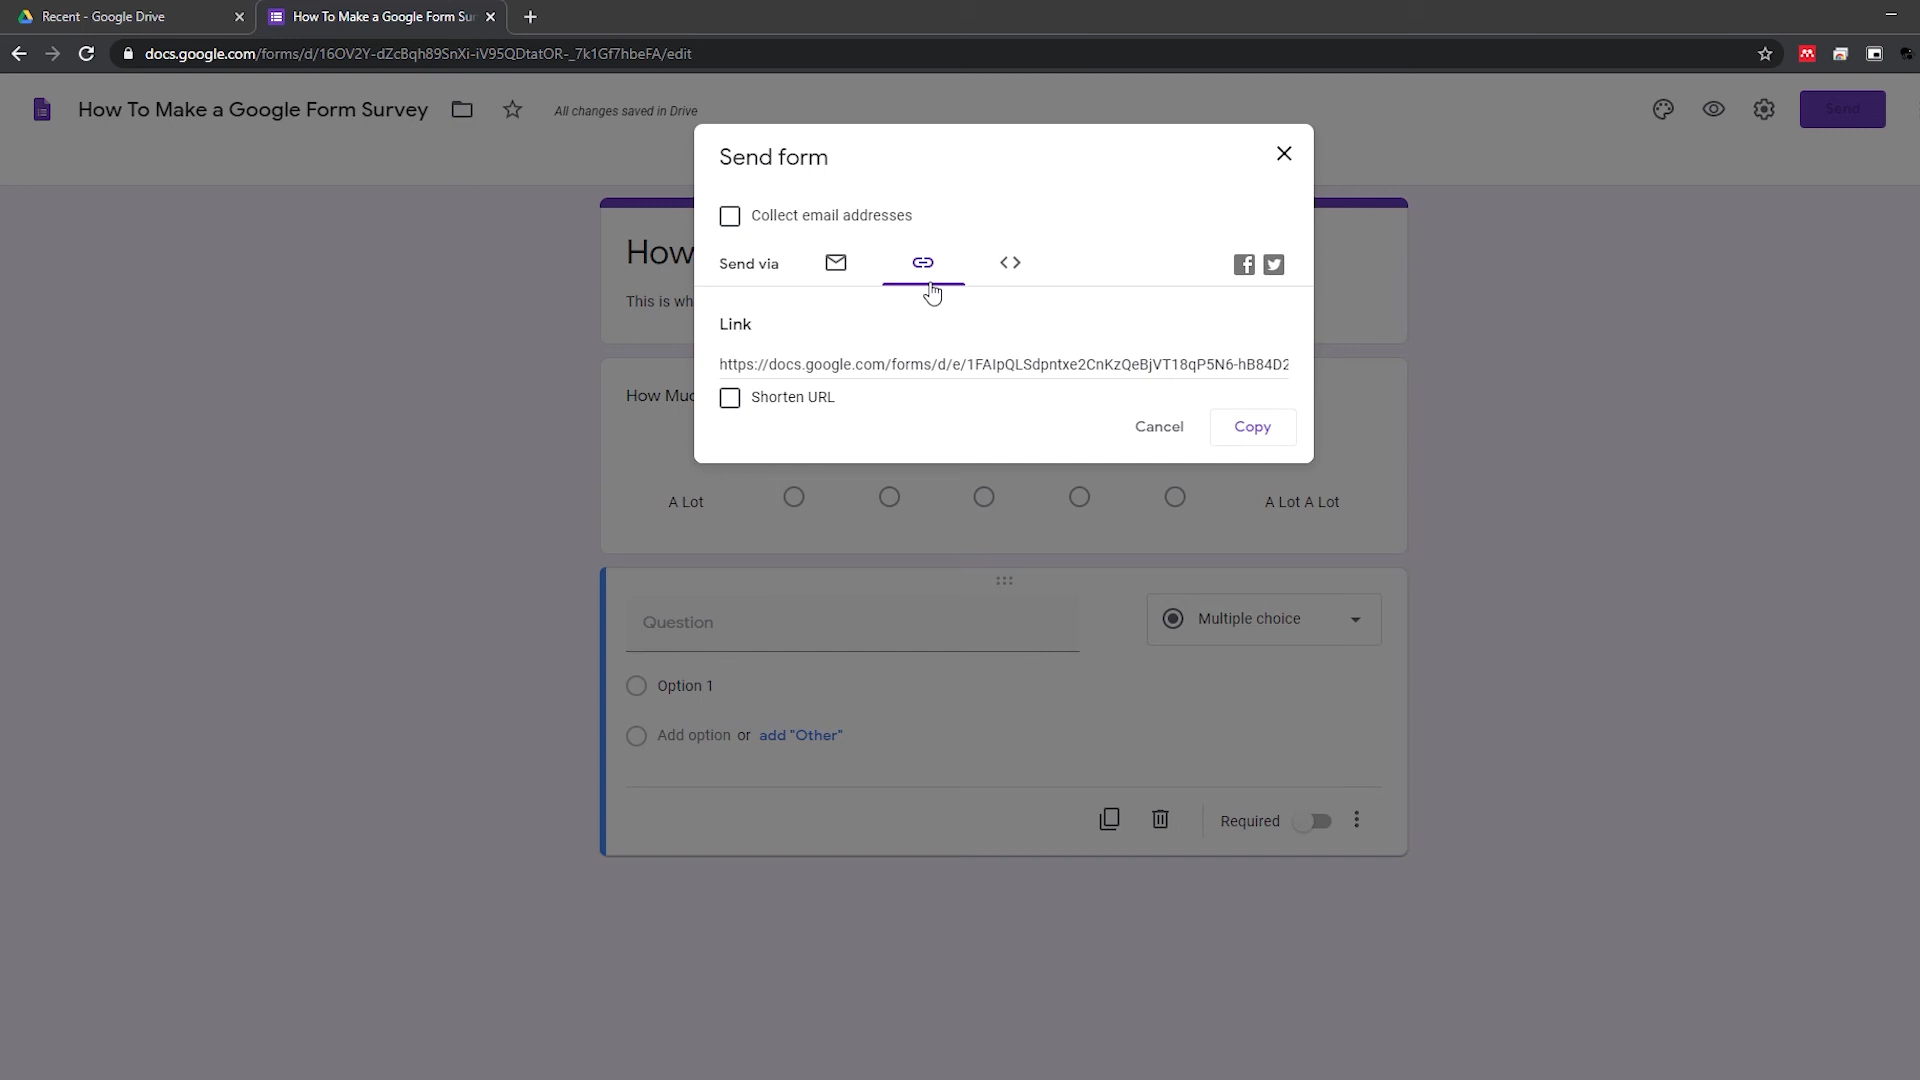 Recent - Google Drive
How To Make a Google Form Sur
docs.google.com/forms/d/16OV2Y-dZcBqh89SnXi-iV95QDtatOR-_7k1Gf7hbeFA/edit
How To Make a Google Form Survey
All changes saved in Drive
Send
Send form
Collect email addresses
How
Send via
This is wh
Link
https://docs.google.com/forms/d/e/1FAIpQLSdpntxe2CnKzQeBjVT18qP5N6-hB84D2
How Muc
Shorten URL
Cancel
Copy
A Lot
A Lot A Lot
Question
Multiple choice
Option 1
Add option or add "Other"
Required